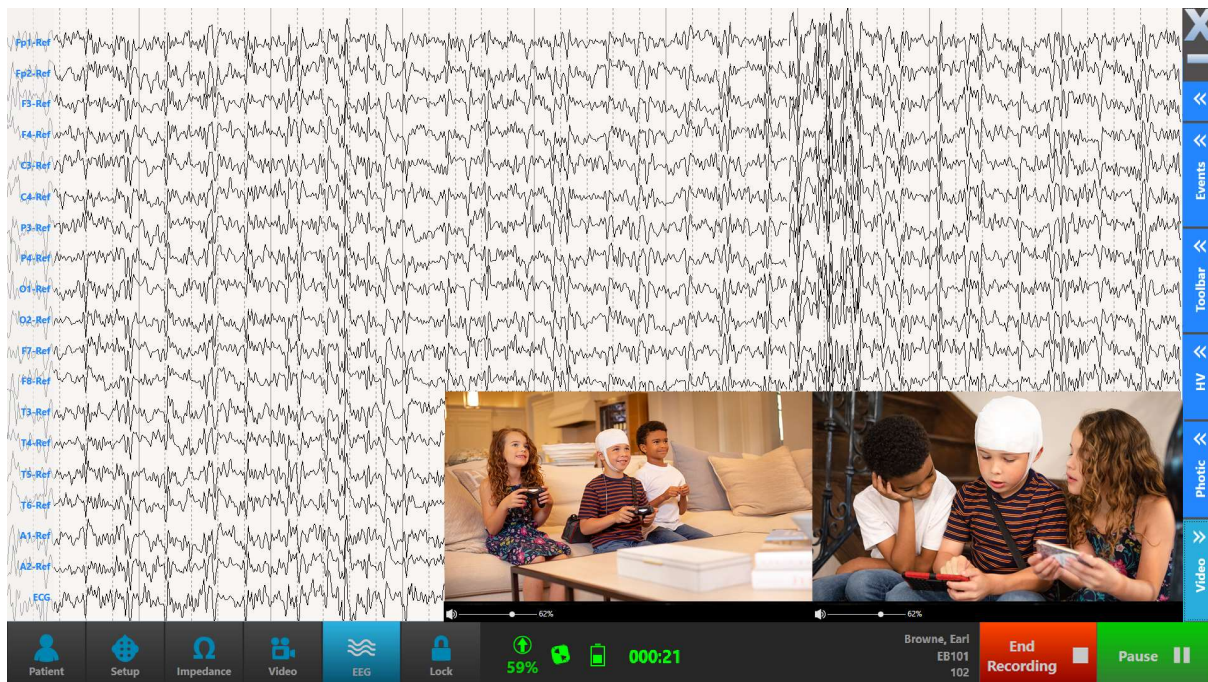 X
Fp1-Ref
Fp2-Ref
F3-Ref
F4-Ref
C3-Ref
C4-Ref
P3-Ref
P4-Ref
O1-Ref
O2-Ref
F7-Ref
F8-Ref
T3-Ref
T4-Ref
T5-Ref
T6-Ref
A1-Ref
A2-Ref
ECG
Events
Toolbar
HV
Photic
Video
62%
62%
Patient
Setup
Impedance
Video
EEG
Lock
59%
000:21
Browne, Earl
EB101
102
End
Recording
Pause